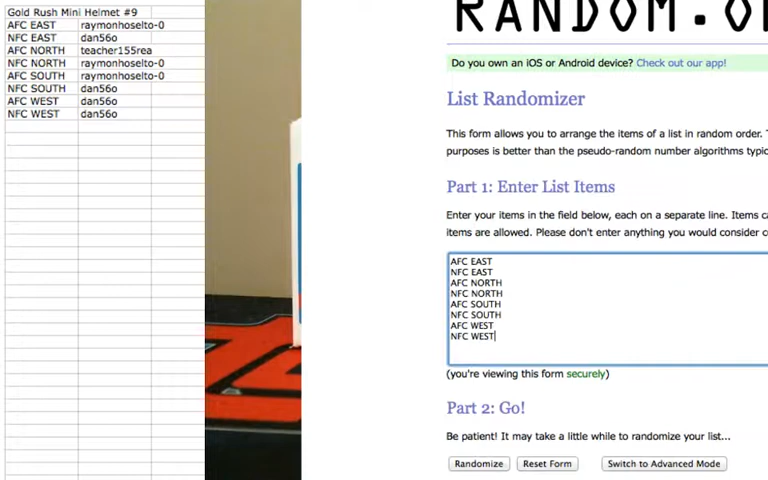 Gold Rush Mini Helmet #9
AFC EAST raymonhoselto-0
NFC EAST dan56o
AFC NORTH teacher155rea
NFC NORTH raymonhoselto-0
AFC SOUTH raymonhoselto-0
NFC SOUTH dan56o
AFC WEST dan56o
NFC WEST dan56o
RANDOM.O
Do you own an iOS or Android device? Check out our app!
List Randomizer
This form allows you to arrange the items of a list in random order.
purposes is better than the pseudo-random number algorithms typic
Part 1: Enter List Items
Enter your items in the field below, each on a separate line. Items ca
items are allowed. Please don't enter anything you would consider c
AFC EAST
NFC EAST
AFC NORTH
NFC NORTH
AFC SOUTH
NFC SOUTH
AFC WEST
NFC WEST
(you're viewing this form securely)
Part 2: Go!
Be patient! It may take a little while to randomize your list...
Randomize Reset Form Switch to Advanced Mode